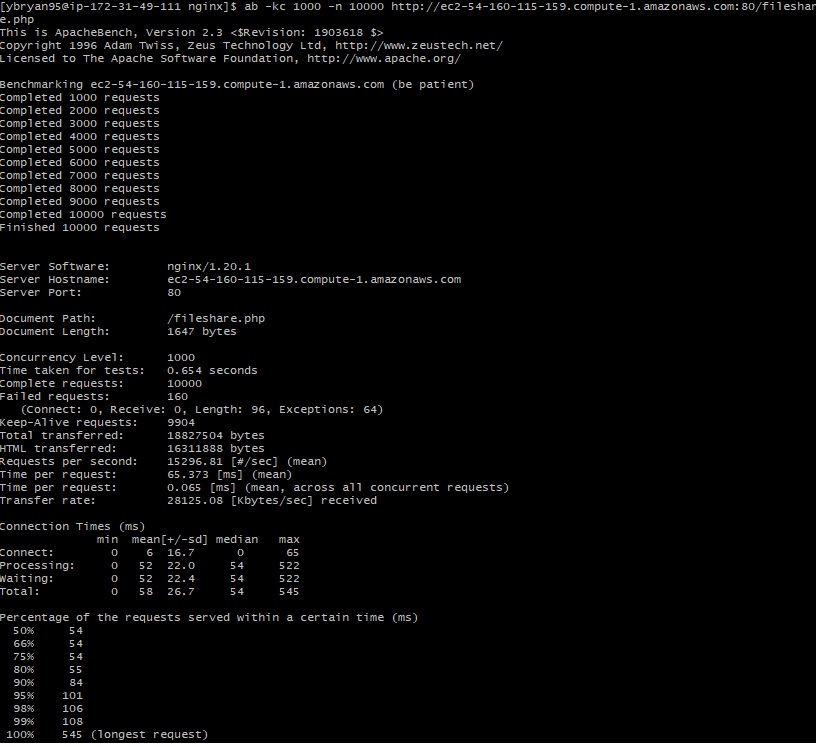 [ybryan95@ip-172-31-49-111 nginx]$ ab -kc 1000 -n 10000 http://ec2-54-160-115-159.compute-1.amazonaws.com:80/fileshar
e.php
This is ApacheBench, Version 2.3 <$Revision: 1903618 $>
Copyright 1996 Adam Twiss, Zeus Technology Ltd, http://www.zeustech.net/
Licensed to The Apache Software Foundation, http://www.apache.org/

Benchmarking ec2-54-160-115-159.compute-1.amazonaws.com (be patient)
Completed 1000 requests
Completed 2000 requests
Completed 3000 requests
Completed 4000 requests
Completed 5000 requests
Completed 6000 requests
Completed 7000 requests
Completed 8000 requests
Completed 9000 requests
Completed 10000 requests
Finished 10000 requests

Server Software:        nginx/1.20.1
Server Hostname:        ec2-54-160-115-159.compute-1.amazonaws.com
Server Port:            80

Document Path:          /fileshare.php
Document Length:        1647 bytes

Concurrency Level:      1000
Time taken for tests:   0.654 seconds
Complete requests:      10000
Failed requests:        160
   (Connect: 0, Receive: 0, Length: 96, Exceptions: 64)
Keep-Alive requests:    9904
Total transferred:      18827504 bytes
HTML transferred:       16311888 bytes
Requests per second:    15296.81 [#/sec] (mean)
Time per request:       65.373 [ms] (mean)
Time per request:       0.065 [ms] (mean, across all concurrent requests)
Transfer rate:          28125.08 [Kbytes/sec] received

Connection Times (ms)
              min  mean[+/-sd] median   max
Connect:        0    6  16.7      0      65
Processing:     0   52  22.0     54     522
Waiting:        0   52  22.4     54     522
Total:          0   58  26.7     54     545

Percentage of the requests served within a certain time (ms)
  50%     54
  66%     54
  75%     54
  80%     55
  90%     84
  95%    101
  98%    106
  99%    108
 100%    545 (longest request)